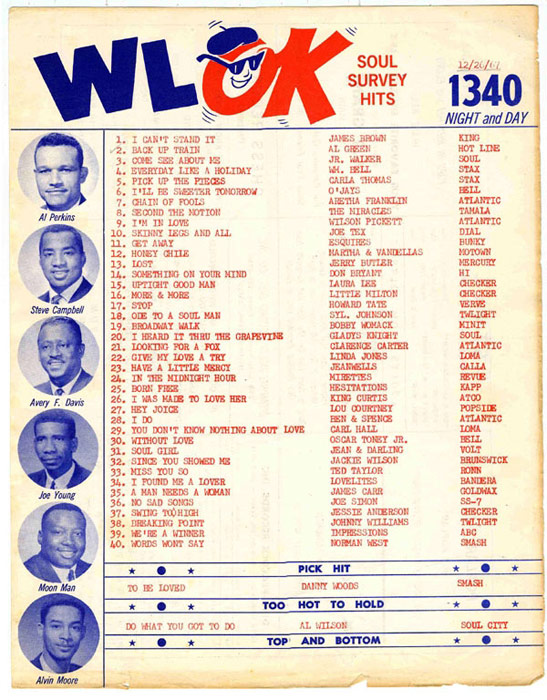 WLOK
SOUL
SURVEY
HITS
12/26/67
1340
NIGHT and DAY
1. I CAN'T STAND IT JAMES BROWN KING
2. BACK UP TRAIN AL GREEN HOT LINE
3. COME SEE ABOUT ME JR. WALKER SOUL
4. EVERYDAY LIKE A HOLIDAY WM. BELL STAX
5. PICK UP THE PIECES CARLA THOMAS STAX
6. I'LL BE SWEETER TOMORROW O'JAYS BELL
7. CHAIN OF FOOLS ARETHA FRANKLIN ATLANTIC
8. SECOND THE MOTION THE MIRACLES TAMALA
9. I'M IN LOVE WILSON PICKETT ATLANTIC
10. SKINNY LEGS AND ALL JOE TEX DIAL
11. GET AWAY ESQUIRES BUNKY
12. HONEY CHILE MARTHA & VANDELLAS MOTOWN
13. LOST JERRY BUTLER MERCURY
14. SOMETHING ON YOUR MIND DON BRYANT HI
15. UPTIGHT GOOD MAN LAURA LEE CHECKER
16. MORE & MORE LITTLE MILTON CHECKER
17. STOP HOWARD TATE VERVE
18. ODE TO A SOUL MAN SYL. JOHNSON TWLIGHT
19. BROADWAY WALK BOBBY WOMACK MINIT
20. I HEARD IT THRU THE GRAPEVINE GLADYS KNIGHT SOUL
21. LOOKING FOR A FOX CLARENCE CARTER ATLANTIC
22. GIVE MY LOVE A TRY LINDA JONES LOMA
23. HAVE A LITTLE MERCY JEANWELLS CALLA
24. IN THE MIDNIGHT HOUR MIRETTES REVUE
25. BORN FREE HESITATIONS KAPP
26. I WAS MADE TO LOVE HER KING CURTIS ATCO
27. HEY JOICE LOU COURTNEY POPSIDE
28. I DO BEN & SPENCE ATLANTIC
29. YOU DON'T KNOW NOTHING ABOUT LOVE CARL HALL LOMA
30. WITHOUT LOVE OSCAR TONEY JR. BELL
31. SOUL GIRL JEAN & DARLING VOLT
32. SINCE YOU SHOWED ME JACKIE WILSON BRUNSWICK
33. MISS YOU SO TED TAYLOR RONN
34. I FOUND ME A LOVER LOVELITES BANDERA
35. A MAN NEEDS A WOMAN JAMES CARR GOLDWAX
36. NO SAD SONGS JOE SIMON SS-7
37. SWING TO HIGH JESSIE ANDERSON CHECKER
38. BREAKING POINT JOHNNY WILLIAMS TWLIGHT
39. WE'RE A WINNER IMPRESSIONS ABC
40. WORDS WONT SAY NORMAN WEST SMASH
PICK HIT
TO BE LOVED DANNY WOODS SMASH
TOO HOT TO HOLD
DO WHAT YOU GOT TO DO AL WILSON SOUL CITY
TOP AND BOTTOM
Al Perkins
Steve Campbell
Avery F. Davis
Joe Young
Moon Man
Alvin Moore